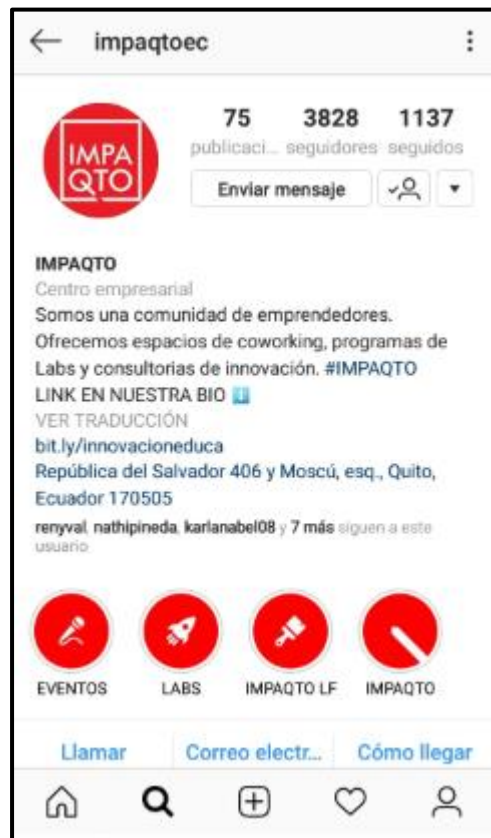 impaqtoec
IMPA
QTO
75 3828 1137
publicaci... seguidores seguidos
Enviar mensaje
IMPAQTO
Centro empresarial
Somos una comunidad de emprendedores.
Ofrecemos espacios de coworking, programas de
Labs y consultorias de innovación. #IMPAQTO
LINK EN NUESTRA BIO
VER TRADUCCIÓN
bit.ly/innovacioneduca
República del Salvador 406 y Moscú, esq., Quito,
Ecuador 170505
renyval, nathipineda, karlanabel08 y 7 más siguen a este
usuario
EVENTOS LABS IMPAQTO LF IMPAQTO
Llamar Correo electr... Cómo llegar